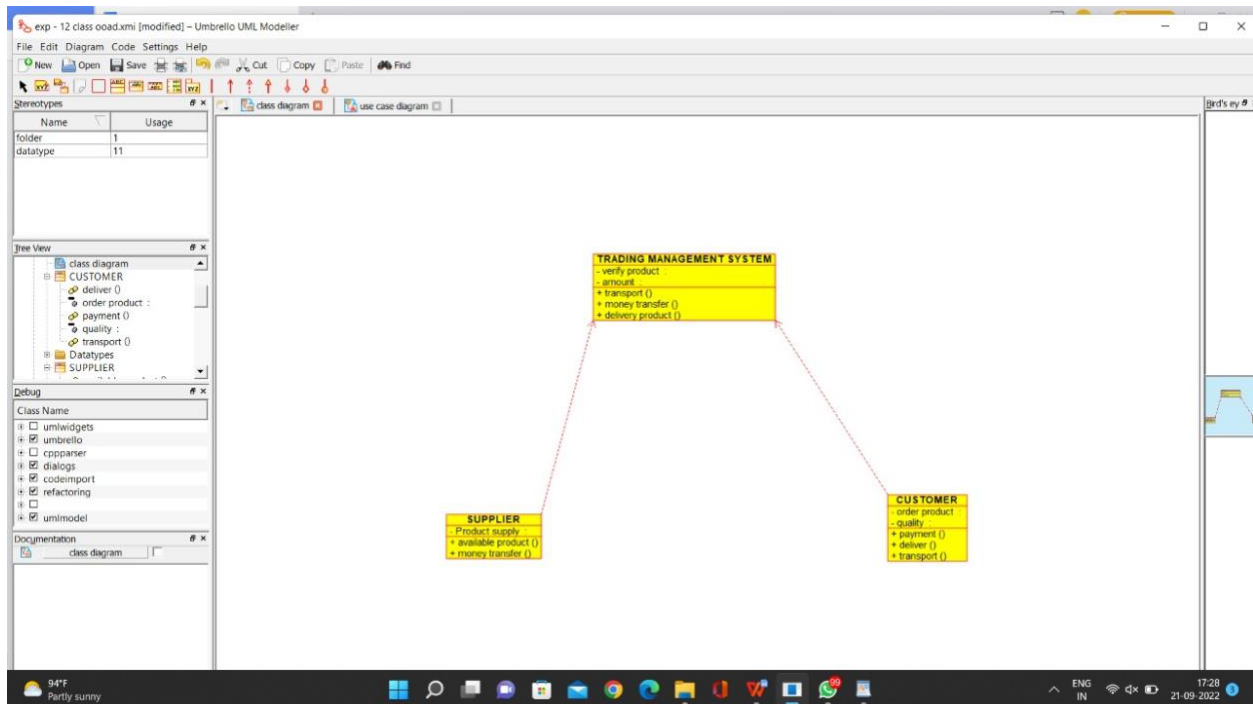 exp - 12 class ooad.xmi [modified] – Umbrello UML Modeller
File Edit Diagram Code Settings Help
New Open Save Cut Copy Paste Find
Stereotypes
class diagram use case diagram
Bird's ey
Name Usage
folder 1
datatype 11
Tree View
class diagram
CUSTOMER
deliver ()
order product :
payment ()
quality :
transport ()
Datatypes
SUPPLIER
Debug
Class Name
umlwidgets
umbrello
cppparser
dialogs
codeimport
refactoring
umlmodel
Documentation
class diagram
TRADING MANAGEMENT SYSTEM
- verify product :
- amount :
+ transport ()
+ money transfer ()
+ delivery product ()
SUPPLIER
- Product supply :
+ available product ()
+ money transfer ()
CUSTOMER
- order product :
- quality :
+ payment ()
+ deliver ()
+ transport ()
94°F
Partly sunny
99
ENG
IN
17:28
21-09-2022
3